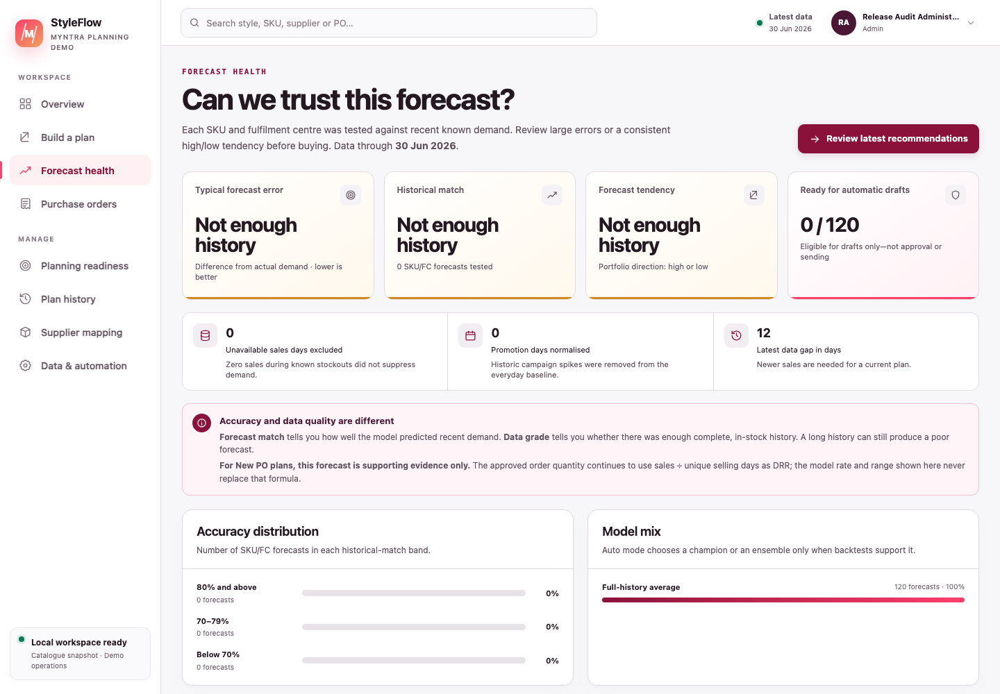 StyleFlow
MYNTRA PLANNING
DEMO
WORKSPACE
Overview
Build a plan
Forecast health
Purchase orders
MANAGE
Planning readiness
Plan history
Supplier mapping
Data & automation
Local workspace ready
Catalogue snapshot · Demo
operations
Search style, SKU, supplier or PO...
Latest data
30 Jun 2026
RA
Release Audit Administ...
Admin
FORECAST HEALTH
Can we trust this forecast?
Each SKU and fulfilment centre was tested against recent known demand. Review large errors or a consistent
high/low tendency before buying. Data through 30 Jun 2026.
Review latest recommendations
Typical forecast error
Not enough
history
Difference from actual demand · lower is
better
Historical match
Not enough
history
0 SKU/FC forecasts tested
Forecast tendency
Not enough
history
Portfolio direction: high or low
Ready for automatic drafts
0 / 120
Eligible for drafts only—not approval or
sending
0
Unavailable sales days excluded
Zero sales during known stockouts did not suppress
demand.
0
Promotion days normalised
Historic campaign spikes were removed from the
everyday baseline.
12
Latest data gap in days
Newer sales are needed for a current plan.
Accuracy and data quality are different
Forecast match tells you how well the model predicted recent demand. Data grade tells you whether there was enough complete, in-stock history. A long history can still produce a poor
forecast.
For New PO plans, this forecast is supporting evidence only. The approved order quantity continues to use sales ÷ unique selling days as DRR; the model rate and range shown here never
replace that formula.
Accuracy distribution
Number of SKU/FC forecasts in each historical-match band.
80% and above
0 forecasts
0%
70–79%
0 forecasts
0%
Below 70%
0 forecasts
0%
Model mix
Auto mode chooses a champion or an ensemble only when backtests support it.
Full-history average
120 forecasts · 100%